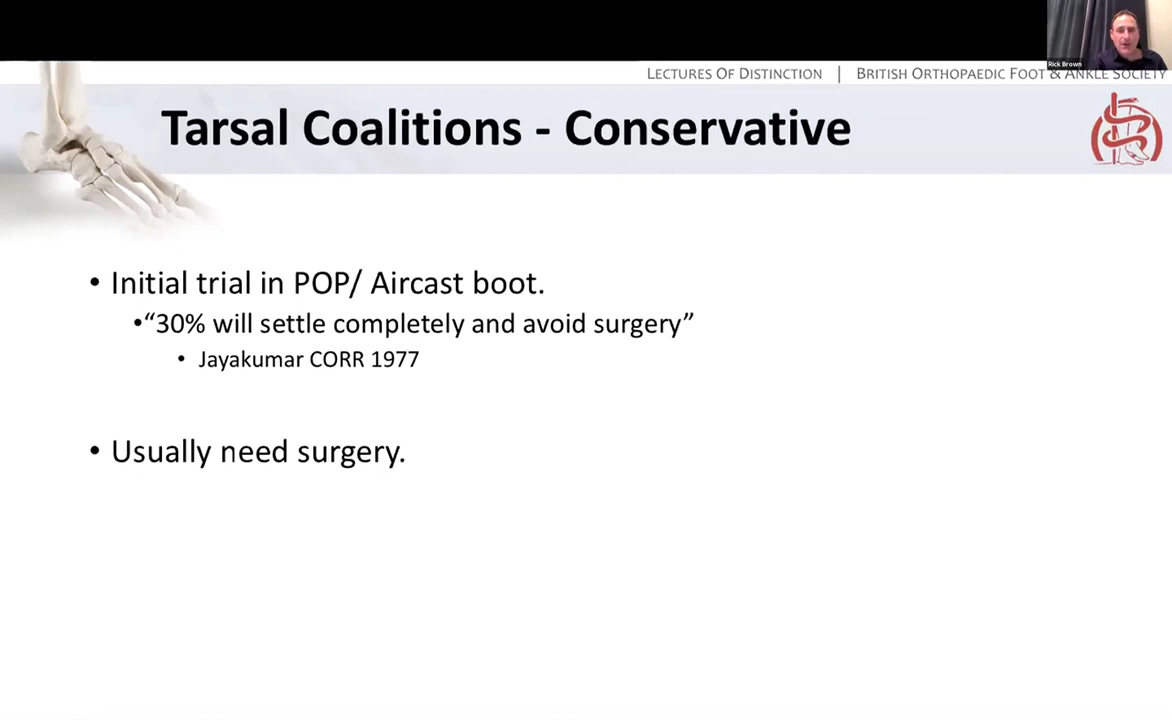 Rick Brown
LECTURES OF DISTINCTION | BRITISH ORTHOPAEDIC FOOT & ANKLE SOCIETY
Tarsal Coalitions - Conservative
• Initial trial in POP/ Aircast boot.
•“30% will settle completely and avoid surgery”
• Jayakumar CORR 1977
• Usually need surgery.